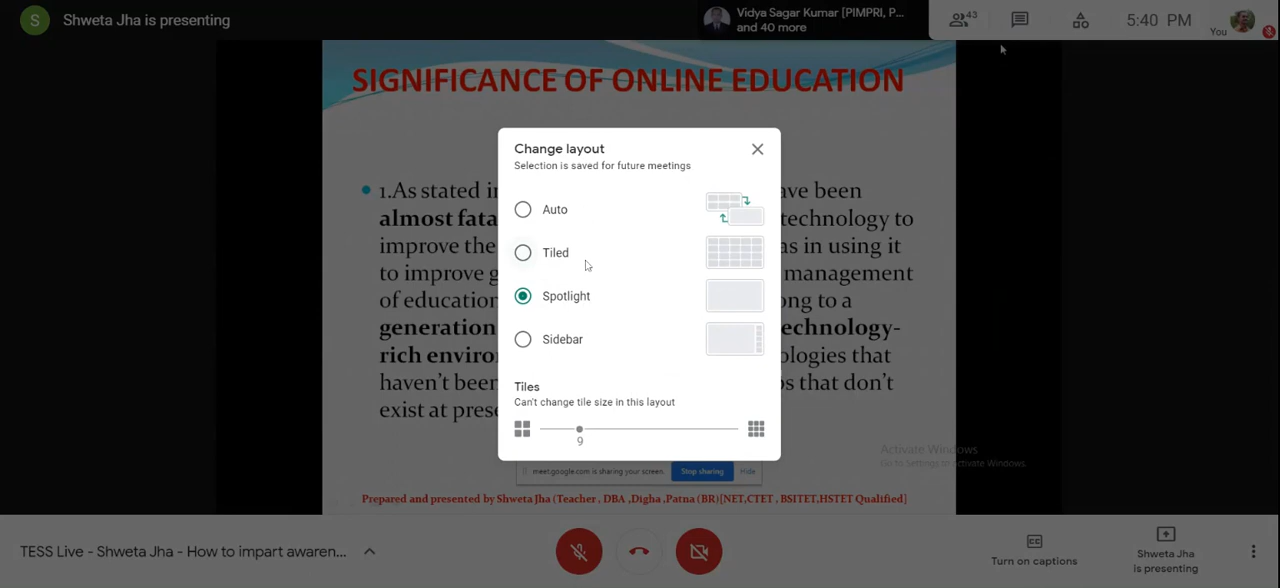 S
Shweta Jha is presenting
Vidya Sagar Kumar [PIMPRI, P...
and 40 more
43
5:40 PM
You
SIGNIFICANCE OF ONLINE EDUCATION
Change layout
Selection is saved for future meetings
Auto
Tiled
Spotlight
Sidebar
Tiles
Can't change tile size in this layout
9
1.As stated in
ave been
almost fata
technology to
improve the
as in using it
to improve g
management
of education
ong to a
generation
echnology-
rich enviro
ologies that
haven't been
s that don't
exist at pres
Activate Windows
Go to Settings to activate Windows.
meet.google.com is sharing your screen.
Stop sharing
Hide
Prepared and presented by Shweta Jha (Teacher , DBA ,Digha ,Patna (BR)[NET,CTET , BSITET,HSTET Qualified]
TESS Live - Shweta Jha - How to impart awaren...
CC
Turn on captions
Shweta Jha
is presenting